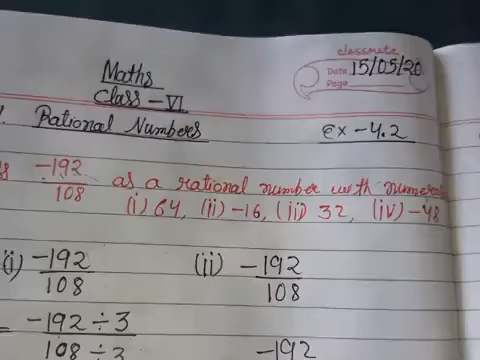 classmate
Date 15/05/20
Page
Maths
Class - VI
Rational Numbers Ex - 4.2
-192/108 as a rational number with
(i) 64, (ii) -16, (iii) 32, (iv) -48
(i) -192/108 (ii) -192/108
= -192 ÷ 3 / 108 ÷ 3 -192